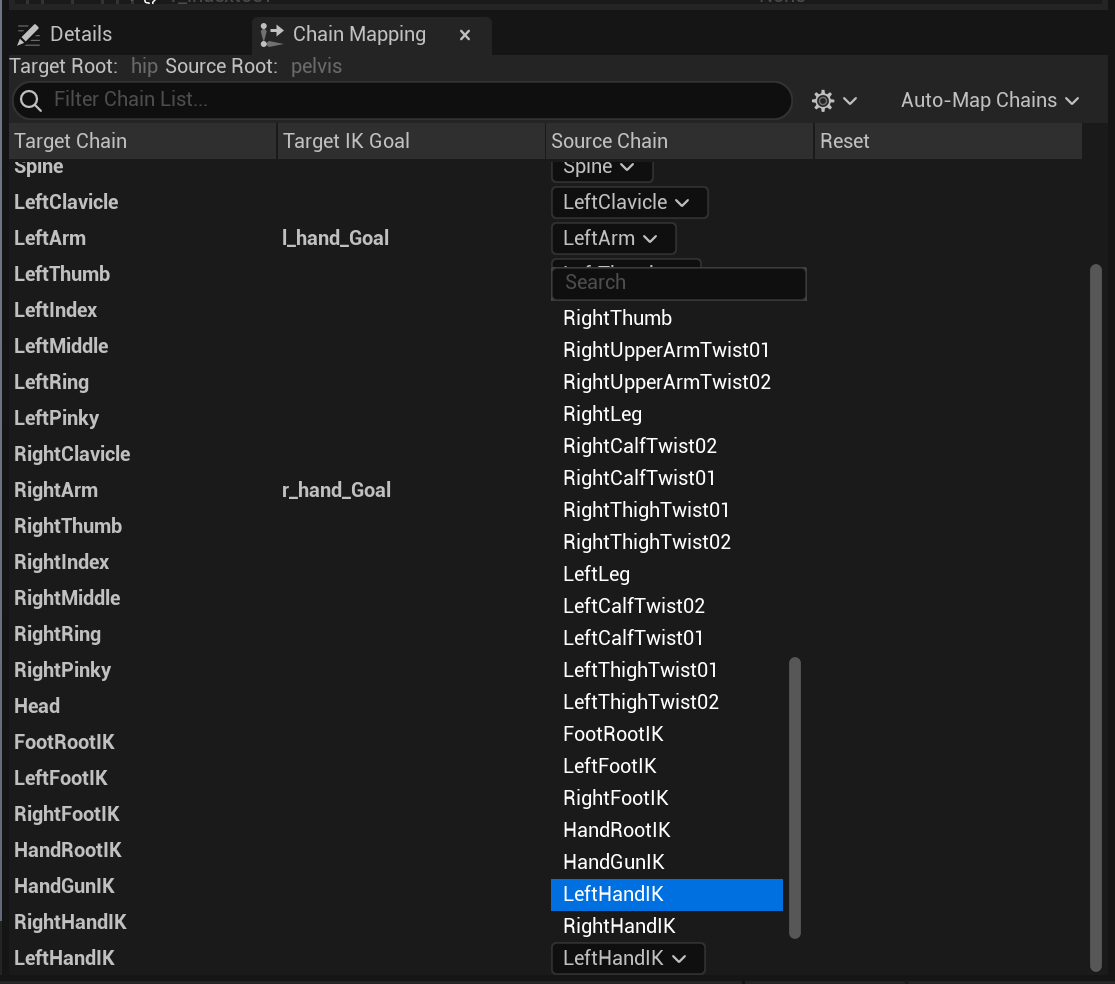 Details Chain Mapping
Target Root: hip Source Root: pelvis
Filter Chain List... Auto-Map Chains
Target Chain Target IK Goal Source Chain Reset
Spine Spine
LeftClavicle LeftClavicle
LeftArm l_hand_Goal LeftArm
LeftThumb
Search
LeftIndex RightThumb
LeftMiddle RightUpperArmTwist01
LeftRing RightUpperArmTwist02
LeftPinky RightLeg
RightClavicle RightCalfTwist02
RightArm r_hand_Goal RightCalfTwist01
RightThumb RightThighTwist01
RightIndex RightThighTwist02
LeftLeg
RightMiddle LeftCalfTwist02
RightRing LeftCalfTwist01
RightPinky LeftThighTwist01
Head LeftThighTwist02
FootRootIK FootRootIK
LeftFootIK LeftFootIK
RightFootIK RightFootIK
HandRootIK HandRootIK
HandGunIK HandGunIK
LeftHandIK
RightHandIK RightHandIK
LeftHandIK LeftHandIK